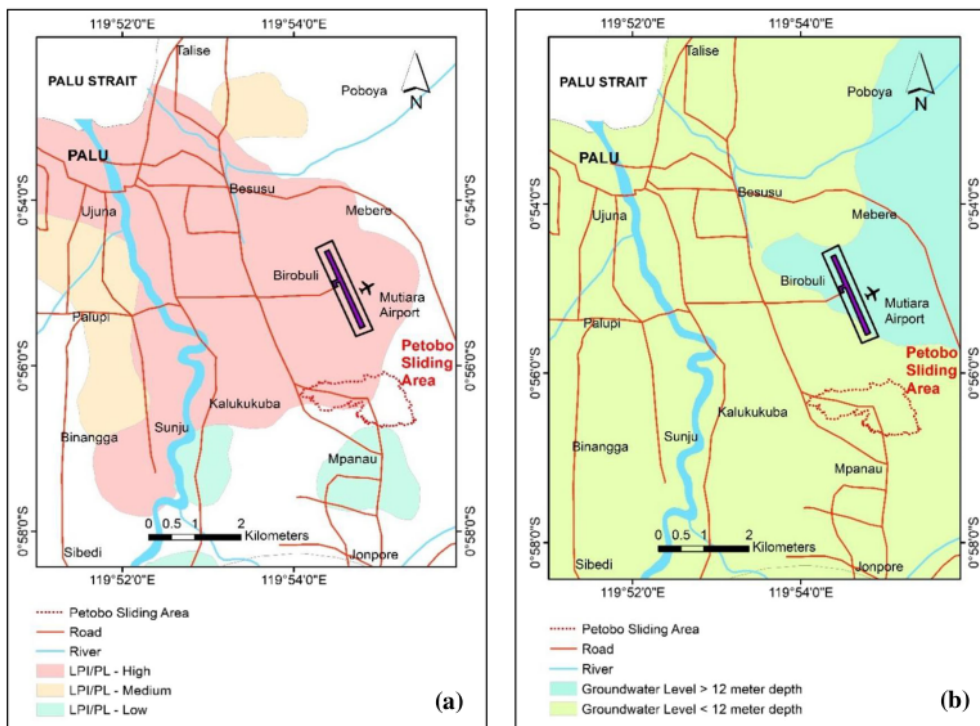 119°52'0"E
119°54'0"E
Talise
PALU STRAIT
Poboya
N
PALU
Besusu
0°54'0"S
0°54'0"S
Ujuna
Mebere
Birobuli
Mutiara
Airport
Palupi
Petobo
Sliding
Area
0°56'0"S
0°56'0"S
Kalukukuba
Binangga
Sunju
Mpanau
0 0.5 1 2
Kilometers
0°58'0"S
0°58'0"S
Sibedi
Jonpore
119°52'0"E
119°54'0"E
Petobo Sliding Area
Road
River
LPI/PL - High
LPI/PL - Medium
LPI/PL - Low
(a)
119°52'0"E
119°54'0"E
Talise
PALU STRAIT
Poboya
N
PALU
Besusu
0°54'0"S
0°54'0"S
Ujuna
Mebere
Birobuli
Mutiara
Airport
Palupi
Petobo
Sliding
Area
0°56'0"S
0°56'0"S
Kalukukuba
Binangga
Sunju
Mpanau
0 0.5 1 2
Kilometers
0°58'0"S
0°58'0"S
Sibedi
Jonpore
119°52'0"E
119°54'0"E
Petobo Sliding Area
Road
River
Groundwater Level > 12 meter depth
Groundwater Level < 12 meter depth
(b)